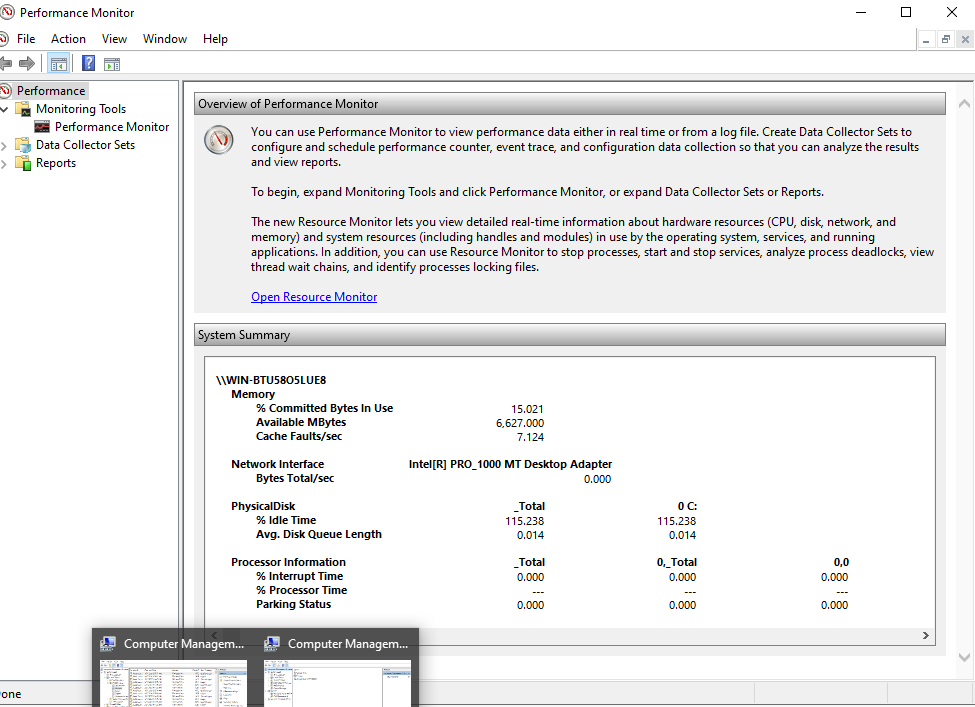 Performance Monitor
File Action View Window Help
Performance
Monitoring Tools
Performance Monitor
Data Collector Sets
Reports
Overview of Performance Monitor
You can use Performance Monitor to view performance data either in real time or from a log file. Create Data Collector Sets to
configure and schedule performance counter, event trace, and configuration data collection so that you can analyze the results
and view reports.
To begin, expand Monitoring Tools and click Performance Monitor, or expand Data Collector Sets or Reports.
The new Resource Monitor lets you view detailed real-time information about hardware resources (CPU, disk, network, and
memory) and system resources (including handles and modules) in use by the operating system, services, and running
applications. In addition, you can use Resource Monitor to stop processes, start and stop services, analyze process deadlocks, view
thread wait chains, and identify processes locking files.
Open Resource Monitor
System Summary
\\WIN-BTU58O5LUE8
Memory
% Committed Bytes In Use 15.021
Available MBytes 6,627.000
Cache Faults/sec 7.124
Network Interface Intel[R] PRO_1000 MT Desktop Adapter
Bytes Total/sec 0.000
PhysicalDisk _Total 0 C:
% Idle Time 115.238 115.238
Avg. Disk Queue Length 0.014 0.014
Processor Information _Total 0,_Total 0,0
% Interrupt Time 0.000 0.000 0.000
% Processor Time --- --- ---
Parking Status 0.000 0.000 0.000
Computer Managem... Computer Managem...
one